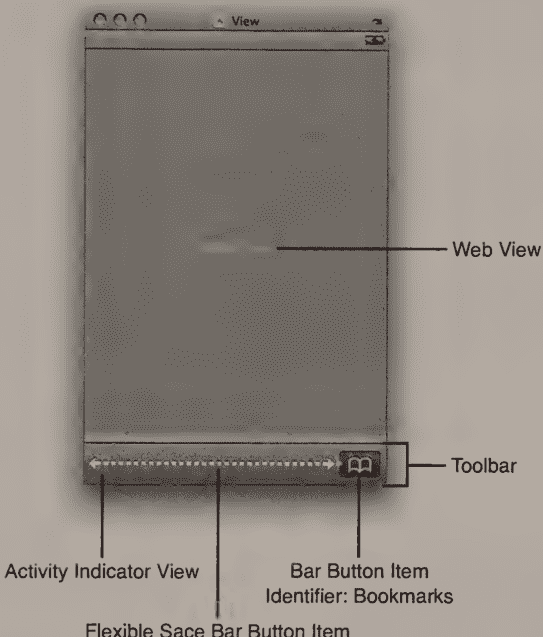 View
Web View
Toolbar
Activity Indicator View
Bar Button Item
Identifier: Bookmarks
Flexible Sace Bar Button Item